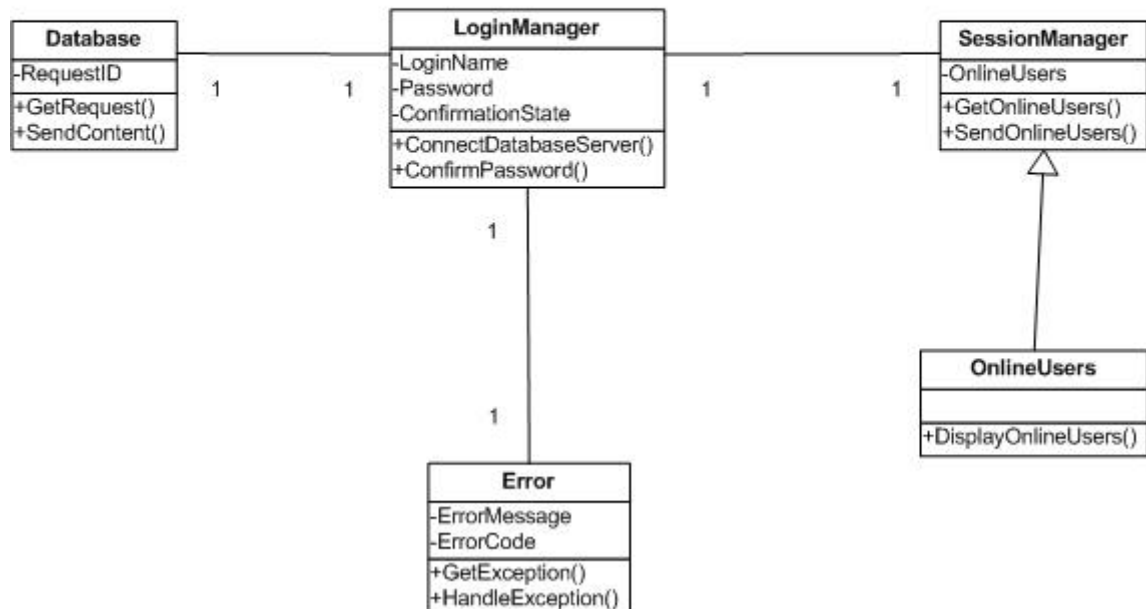 Database
-RequestID
+GetRequest()
+SendContent()
1
1
LoginManager
-LoginName
-Password
-ConfirmationState
+ConnectDatabaseServer()
+ConfirmPassword()
1
1
SessionManager
-OnlineUsers
+GetOnlineUsers()
+SendOnlineUsers()
1
1
OnlineUsers
+DisplayOnlineUsers()
Error
-ErrorMessage
-ErrorCode
+GetException()
+HandleException()